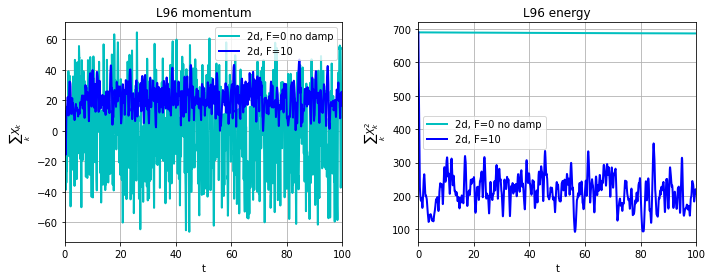 L96 momentum
60
40
20
0
−20
−40
−60
∑ₖ Xₖ
2d, F=0 no damp
2d, F=10
0 20 40 60 80 100
t
L96 energy
700
600
500
400
300
200
100
∑ₖ Xₖ²
2d, F=0 no damp
2d, F=10
0 20 40 60 80 100
t